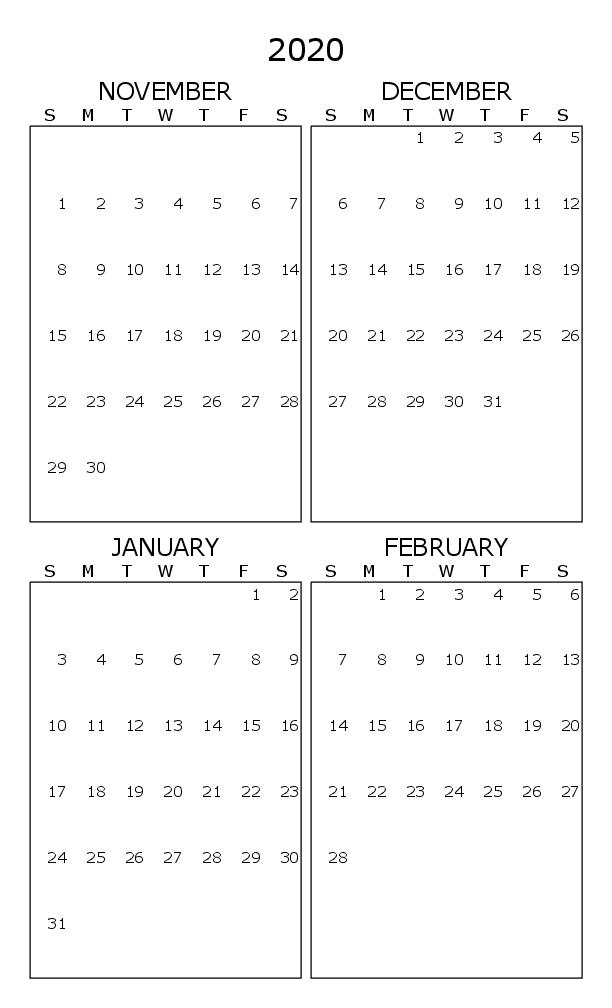 2020
NOVEMBER
S M T W T F S
1 2 3 4 5 6 7
8 9 10 11 12 13 14
15 16 17 18 19 20 21
22 23 24 25 26 27 28
29 30
DECEMBER
S M T W T F S
1 2 3 4 5
6 7 8 9 10 11 12
13 14 15 16 17 18 19
20 21 22 23 24 25 26
27 28 29 30 31
JANUARY
S M T W T F S
1 2
3 4 5 6 7 8 9
10 11 12 13 14 15 16
17 18 19 20 21 22 23
24 25 26 27 28 29 30
31
FEBRUARY
S M T W T F S
1 2 3 4 5 6
7 8 9 10 11 12 13
14 15 16 17 18 19 20
21 22 23 24 25 26 27
28